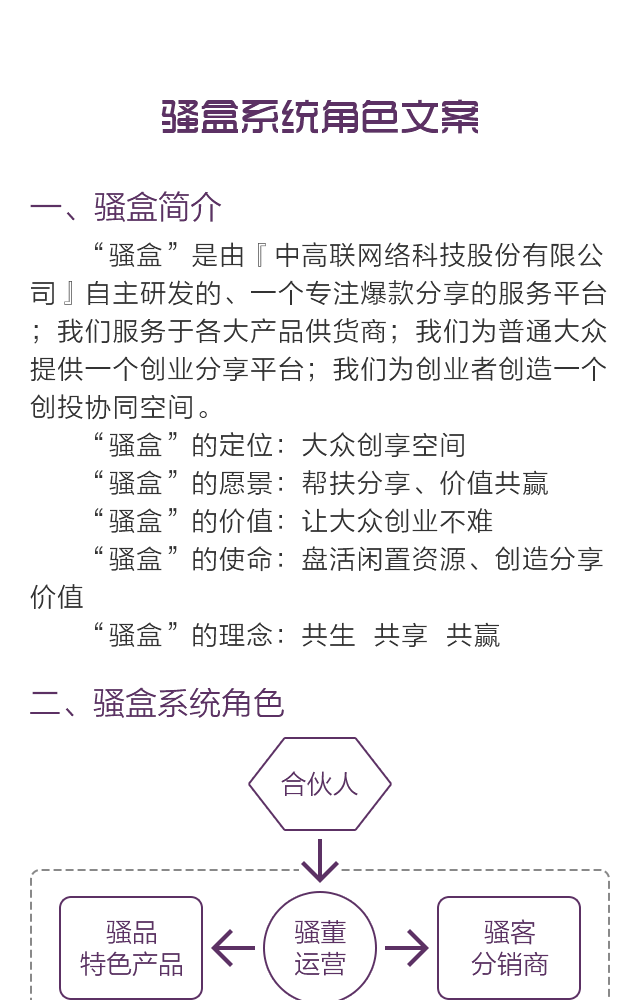 骚盒系统角色文案
一、骚盒简介
“骚盒”是由『中高联网络科技股份有限公
司』自主研发的、一个专注爆款分享的服务平台
；我们服务于各大产品供货商；我们为普通大众
提供一个创业分享平台；我们为创业者创造一个
创投协同空间。
“骚盒”的定位：大众创享空间
“骚盒”的愿景：帮扶分享、价值共赢
“骚盒”的价值：让大众创业不难
“骚盒”的使命：盘活闲置资源、创造分享
价值
“骚盒”的理念：共生 共享 共赢
二、骚盒系统角色
合伙人
骚品
特色产品
骚董
运营
骚客
分销商